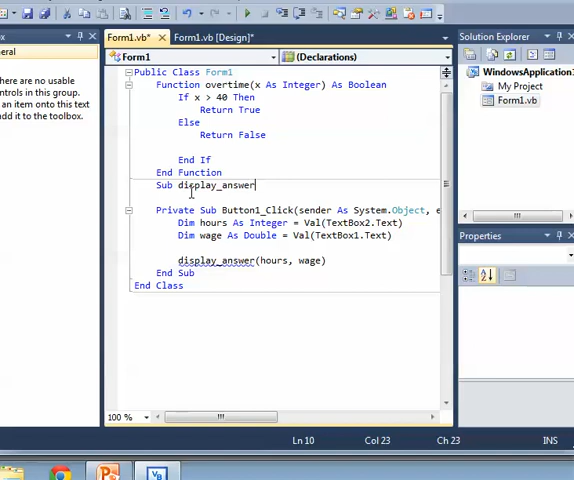 Form1.vb* × Form1.vb [Design]* Solution Explorer
Form1 (Declarations)
eneral
Public Class Form1
Function overtime(x As Integer) As Boolean
If x > 40 Then
Return True
Else
Return False
End If
End Function
Sub display_answer
Private Sub Button1_Click(sender As System.Object, e
Dim hours As Integer = Val(TextBox2.Text)
Dim wage As Double = Val(TextBox1.Text)
display_answer(hours, wage)
End Sub
End Class
here are no usable
ontrols in this group.
an item onto this text
add it to the toolbox.
WindowsApplication1
My Project
Form1.vb
Properties
100 %
Ln 10 Col 23 Ch 23 INS